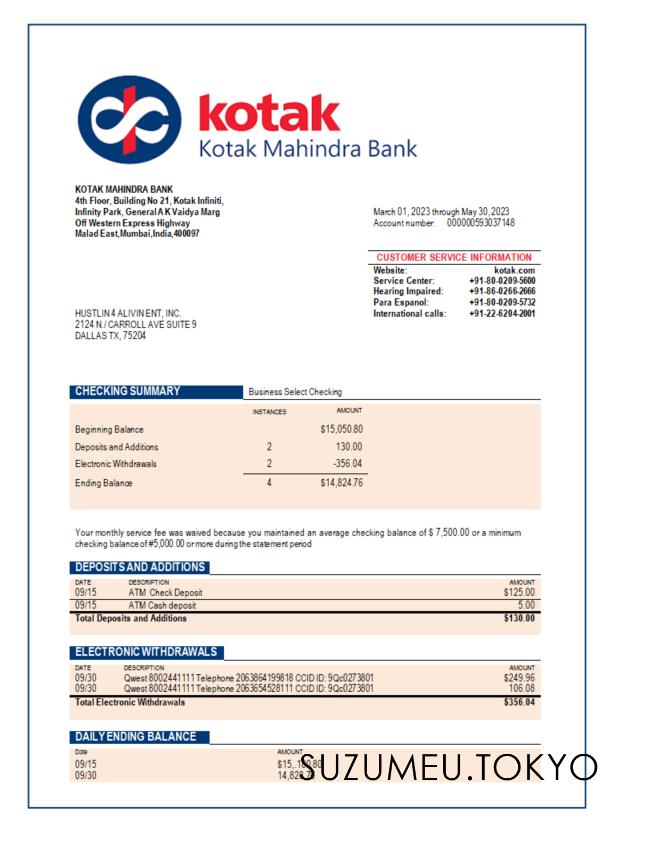 kotak
Kotak Mahindra Bank
KOTAK MAHINDRA BANK
4th Floor, Building No 21, Kotak Infiniti,
Infinity Park, General A K Vaidya Marg
Off Western Express Highway
Malad East,Mumbai,India,400097
March 01, 2023 through May 30,2023
Account number: 000000593037148
CUSTOMER SERVICE INFORMATION
Website: kotak.com
Service Center: +91-80-0209-5600
Hearing Impaired: +91-86-0266-2666
Para Espanol: +91-80-0209-5732
International calls: +91-22-6204-2001
HUSTLIN 4 ALIVIN ENT, INC.
2124 N./ CARROLL AVE SUITE 9
DALLAS TX, 75204
CHECKING SUMMARY Business Select Checking
INSTANCES AMOUNT
Beginning Balance $15,050.80
Deposits and Additions 2 130.00
Electronic Withdrawals 2 -356.04
Ending Balance 4 $14,824.76
Your monthly service fee was waived because you maintained an average checking balance of $ 7,500.00 or a minimum
checking balance of #5,000.00 or more during the statement period
DEPOSITS AND ADDITIONS
DATE DESCRIPTION AMOUNT
09/15 ATM Check Deposit $125.00
09/15 ATM Cash deposit 5.00
Total Deposits and Additions $130.00
ELECTRONIC WITHDRAWALS
DATE DESCRIPTION AMOUNT
09/30 Qwest 8002441111 Telephone 2063864199818 CCID ID: 9Qc0273801 $249.96
09/30 Qwest 8002441111 Telephone 2063654528111 CCID ID: 9Qc0273801 106.08
Total Electronic Withdrawals $356.04
DAILY ENDING BALANCE
Date AMOUNT
09/15
09/30
SUZUMEU.TOKYO